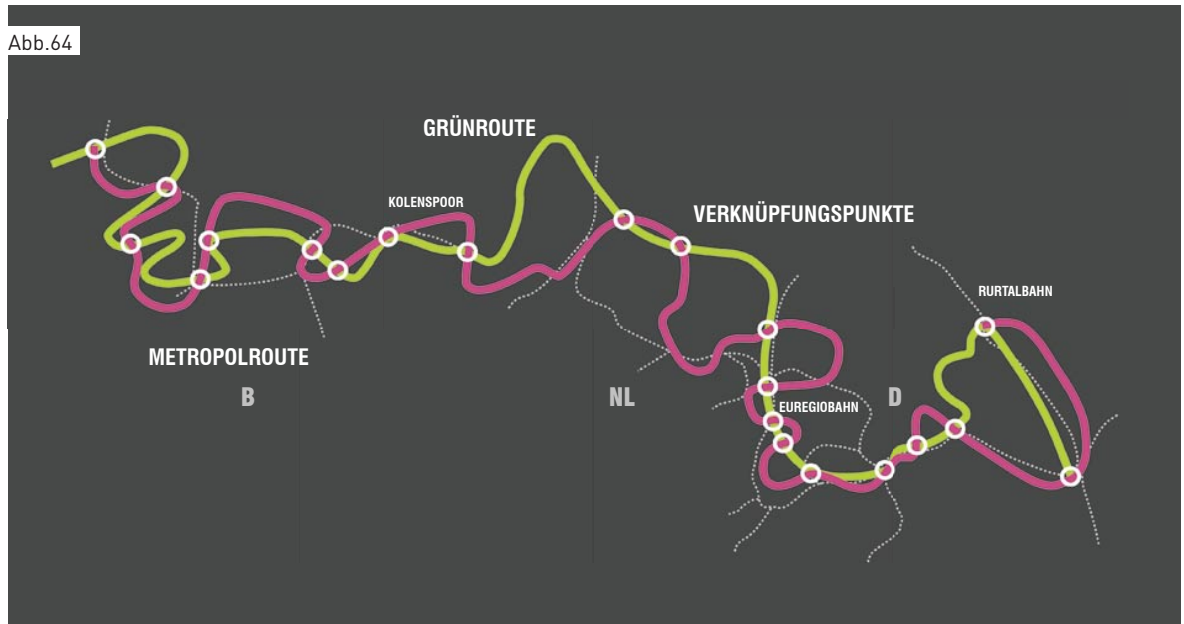 Abb.64
GRÜNROUTE
KOLENSPOOR
VERKNÜPFUNGSPUNKTE
RURTALBAHN
METROPOLROUTE
B
NL
D
EUREGIOBAHN